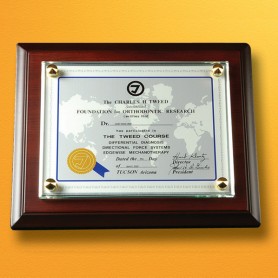 The CHARLES H TWEED
FOUNDATION for ORTHODONTIC RESEARCH
Dr.
THE TWEED COURSE
DIFFERENTIAL DIAGNOSIS
DIRECTIONAL FORCE SYSTEMS
EDGEWISE MECHANOTHERAPY
Dated the Day
of
Director
President
TUCSON Arizona